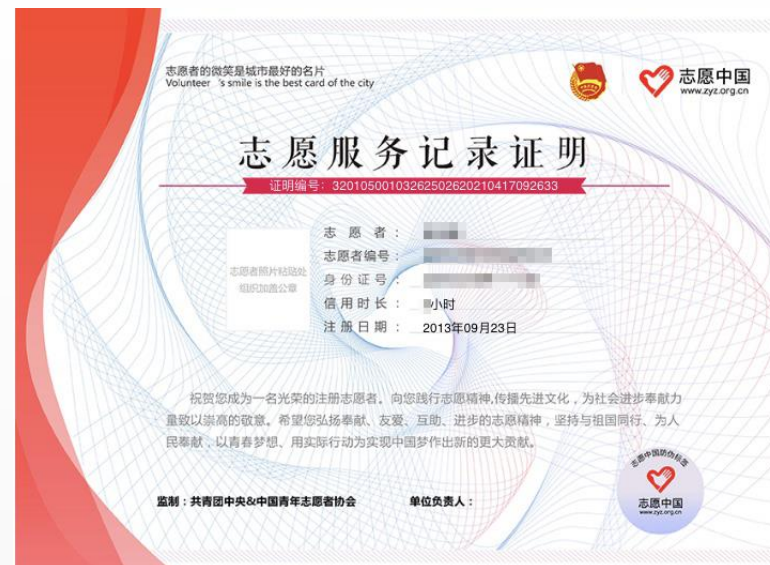 志愿者的微笑是城市最好的名片
Volunteer 's smile is the best card of the city
志愿中国
www.zyz.org.cn
志愿服务记录证明
证明编号：32010500103262502620210417092633
志愿者照片粘贴处
组织加盖公章
志愿者：
志愿者编号：
身份证号：
信用时长： 小时
注册日期： 2013年09月23日
祝贺您成为一名光荣的注册志愿者。向您践行志愿精神,传播先进文化，为社会进步奉献力
量致以崇高的敬意。希望您弘扬奉献、友爱、互助、进步的志愿精神，坚持与祖国同行、为人
民奉献，以青春梦想、用实际行动为实现中国梦作出新的更大贡献。
监制：共青团中央&中国青年志愿者协会
单位负责人：
志愿中国防伪标签
志愿中国
www.zyz.org.cn